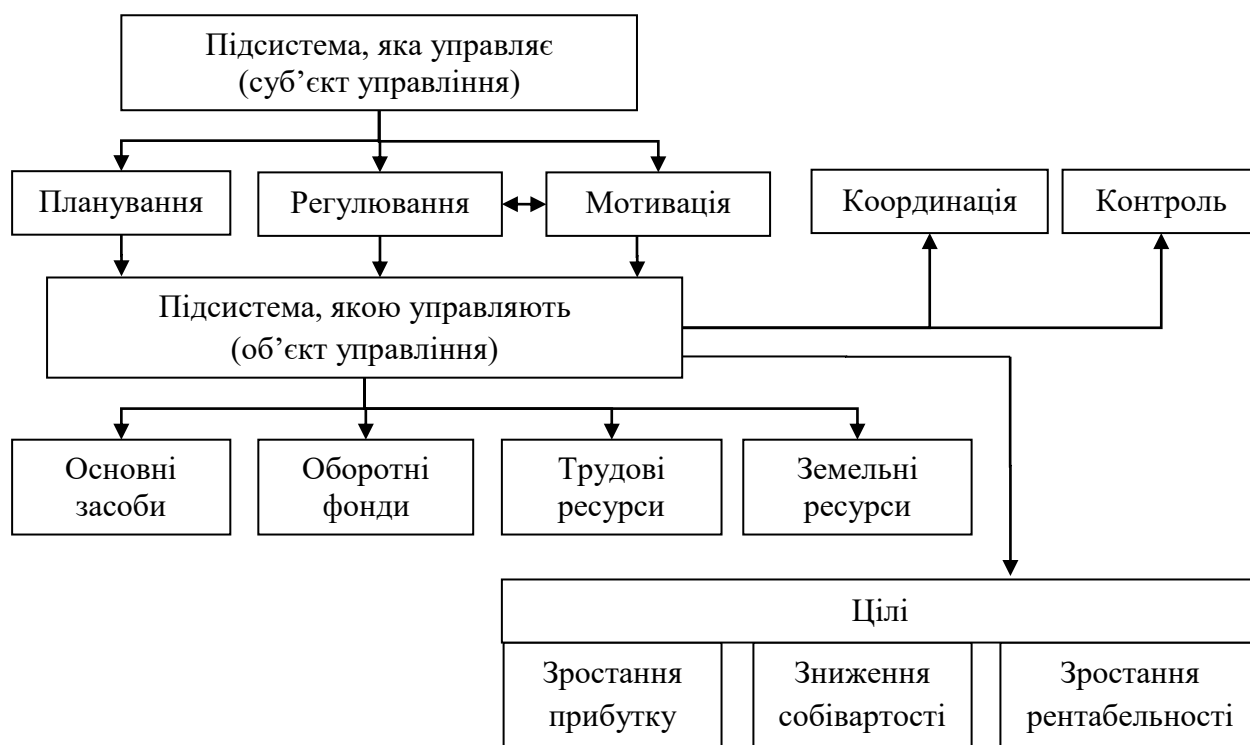 Підсистема, яка управляє
(суб’єкт управління)
Планування
Регулювання
Мотивація
Координація
Контроль
Підсистема, якою управляють
(об’єкт управління)
Основні
засоби
Оборотні
фонди
Трудові
ресурси
Земельні
ресурси
Цілі
Зростання
прибутку
Зниження
собівартості
Зростання
рентабельності